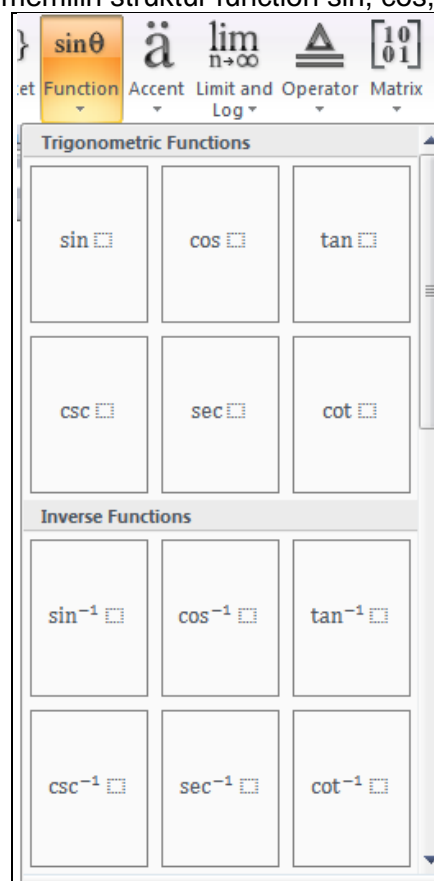 memilih struktur function sin, cos,
} sinθ ä lim n→∞ ≜ [1 0 0 1]
et Function Accent Limit and Log Operator Matrix
Trigonometric Functions
sin cos tan
csc sec cot
Inverse Functions
sin⁻¹ cos⁻¹ tan⁻¹
csc⁻¹ sec⁻¹ cot⁻¹